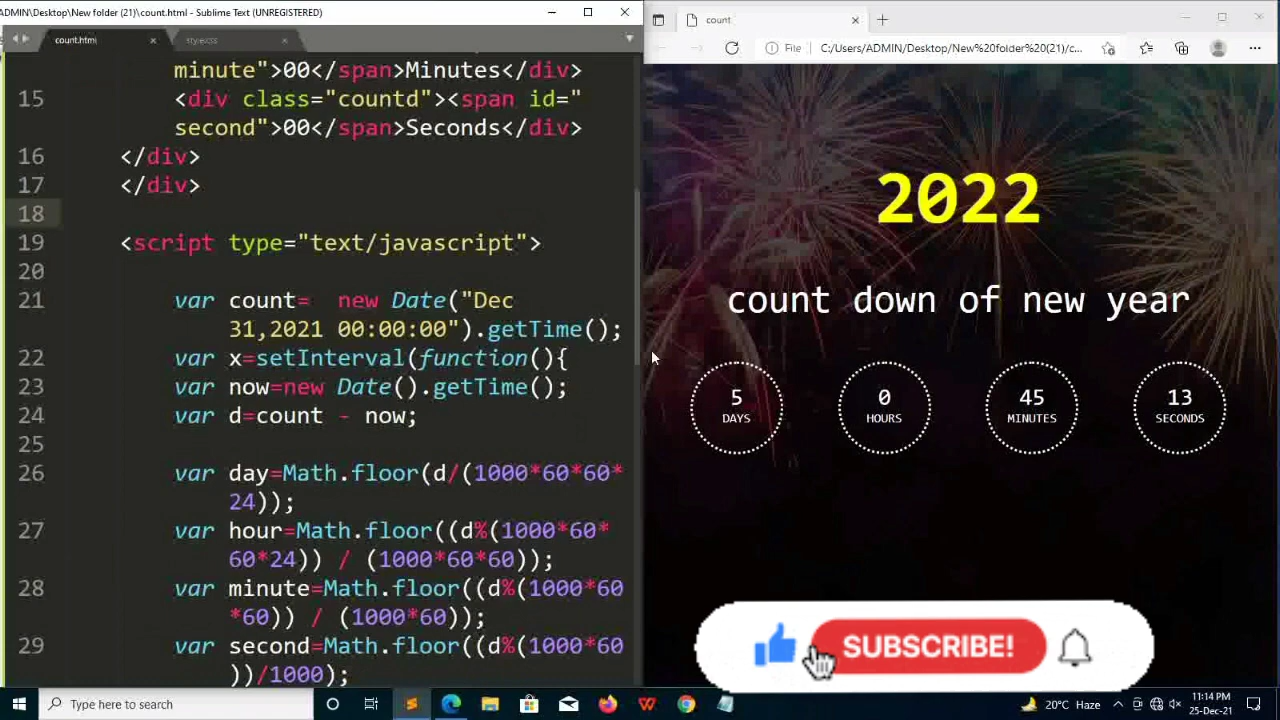 ADMIN\Desktop\New folder (21)\count.html - Sublime Text (UNREGISTERED)
count.html
style.css
minute">00</span>Minutes</div>
15 <div class="countd"><span id="
second">00</span>Seconds</div>
16 </div>
17 </div>
18
19 <script type="text/javascript">
20
21 var count=  new Date("Dec
31,2021 00:00:00").getTime();
22 var x=setInterval(function(){
23 var now=new Date().getTime();
24 var d=count - now;
25
26 var day=Math.floor(d/(1000*60*60*
24));
27 var hour=Math.floor((d%(1000*60*
60*24)) / (1000*60*60));
28 var minute=Math.floor((d%(1000*60
*60)) / (1000*60));
29 var second=Math.floor((d%(1000*60
))/1000);
count
File C:/Users/ADMIN/Desktop/New%20folder%20(21)/c...
2022
count down of new year
5 0 45 13
DAYS HOURS MINUTES SECONDS
SUBSCRIBE!
Type here to search
20°C Haze
11:14 PM
25-Dec-21